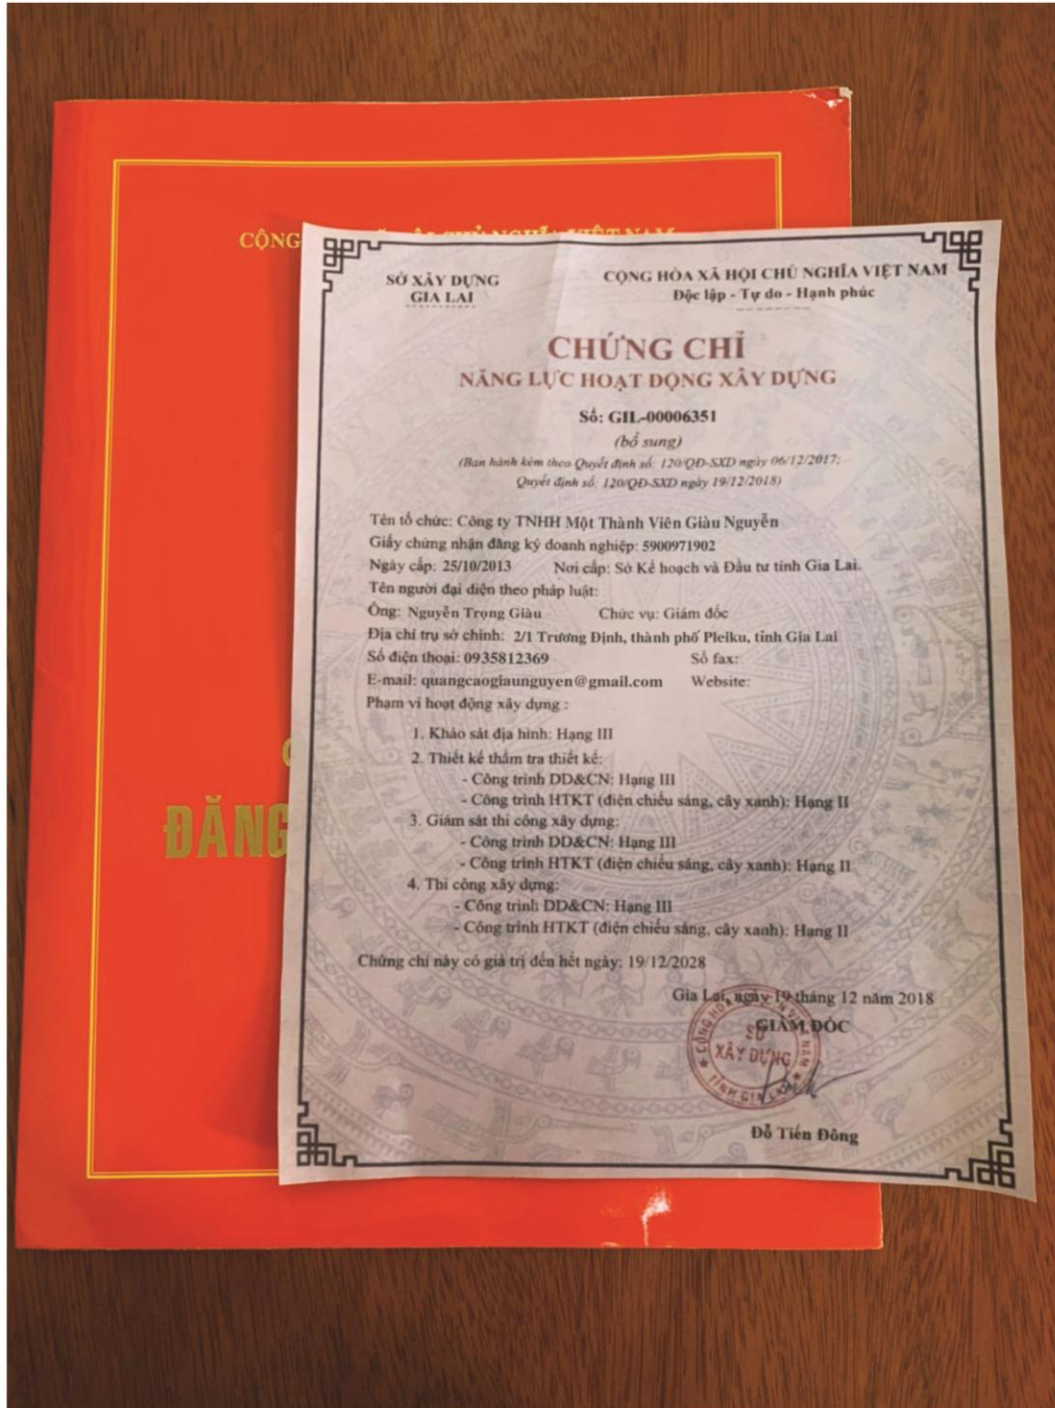 CỘNG
ĐĂNG
SỞ XÂY DỰNG
GIA LAI
CỘNG HÒA XÃ HỘI CHỦ NGHĨA VIỆT NAM
Độc lập - Tự do - Hạnh phúc
CHỨNG CHỈ
NĂNG LỰC HOẠT ĐỘNG XÂY DỰNG
Số: GIL-00006351
(bổ sung)
(Ban hành kèm theo Quyết định số: 120/QĐ-SXD ngày 06/12/2017;
Quyết định số: 120/QĐ-SXD ngày 19/12/2018)
Tên tổ chức: Công ty TNHH Một Thành Viên Giàu Nguyễn
Giấy chứng nhận đăng ký doanh nghiệp: 5900971902
Ngày cấp: 25/10/2013 Nơi cấp: Sở Kế hoạch và Đầu tư tỉnh Gia Lai.
Tên người đại diện theo pháp luật:
Ông: Nguyễn Trọng Giàu Chức vụ: Giám đốc
Địa chỉ trụ sở chính: 2/1 Trương Định, thành phố Pleiku, tỉnh Gia Lai
Số điện thoại: 0935812369 Số fax:
E-mail: quangcaogiaunguyen@gmail.com Website:
Phạm vi hoạt động xây dựng :
1. Khảo sát địa hình: Hạng III
2. Thiết kế thẩm tra thiết kế:
- Công trình DD&CN: Hạng III
- Công trình HTKT (điện chiếu sáng, cây xanh): Hạng II
3. Giám sát thi công xây dựng:
- Công trình DD&CN: Hạng III
- Công trình HTKT (điện chiếu sáng, cây xanh): Hạng II
4. Thi công xây dựng:
- Công trình DD&CN: Hạng III
- Công trình HTKT (điện chiếu sáng, cây xanh): Hạng II
Chứng chỉ này có giá trị đến hết ngày: 19/12/2028
Gia Lai, ngày 19 tháng 12 năm 2018
GIÁM ĐỐC
SỞ
XÂY DỰNG
TỈNH GIA LAI
Đỗ Tiến Đông